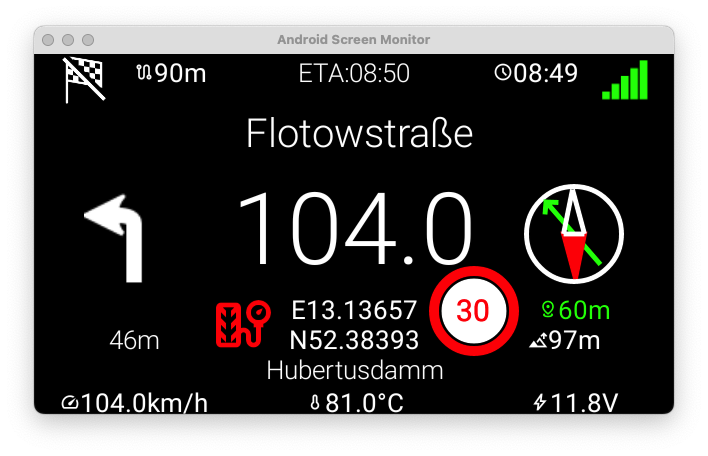 Android Screen Monitor
90m ETA:08:50 08:49
Flotowstraße
104.0
E13.13657 30 60m
46m N52.38393 97m
Hubertusdamm
104.0km/h 81.0°C 11.8V